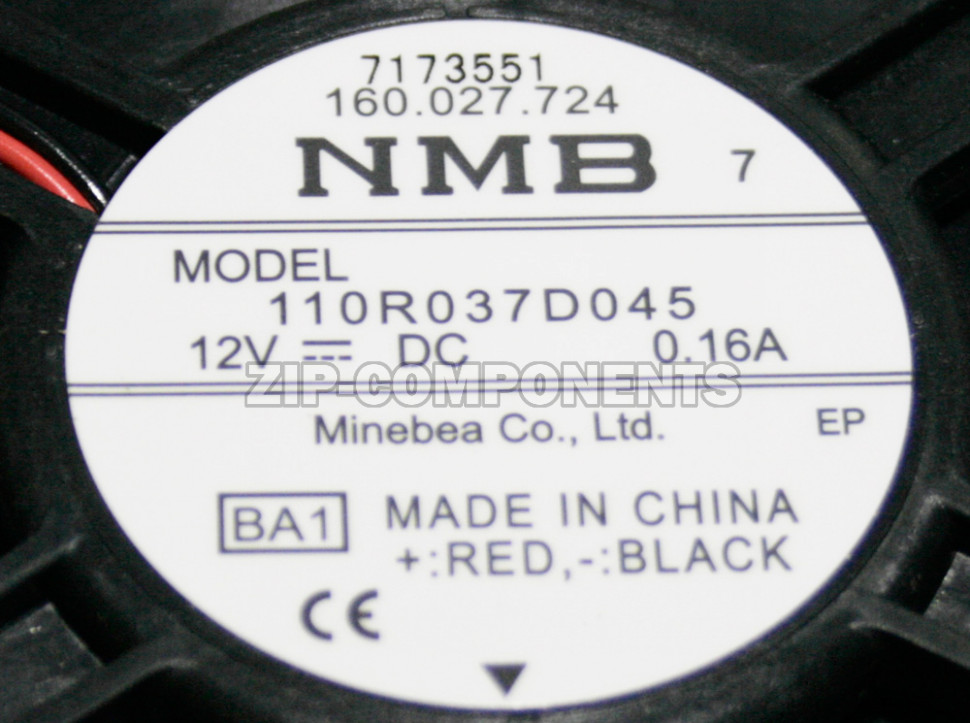 7173551
160.027.724
NMB 7
MODEL
110R037D045
12V ⎓ DC 0.16A
ZIP-COMPONENTS
Minebea Co., Ltd. EP
BA1 MADE IN CHINA
+:RED,-:BLACK
CE